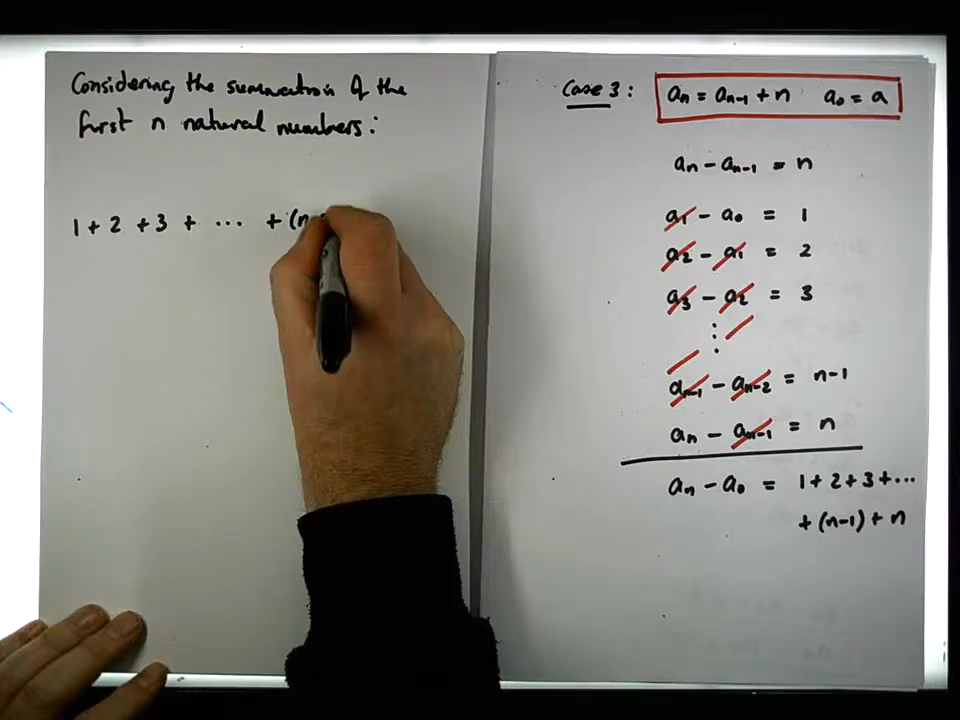 Considering the summation of the
first n natural numbers:
1 + 2 + 3 + ... + (n-
Case 3: aₙ = aₙ₋₁ + n a₀ = a
aₙ - aₙ₋₁ = n
a₁ - a₀ = 1
a₂ - a₁ = 2
a₃ - a₂ = 3
⋮
aₙ₋₁ - aₙ₋₂ = n-1
aₙ - aₙ₋₁ = n
aₙ - a₀ = 1 + 2 + 3 + ...
+ (n-1) + n